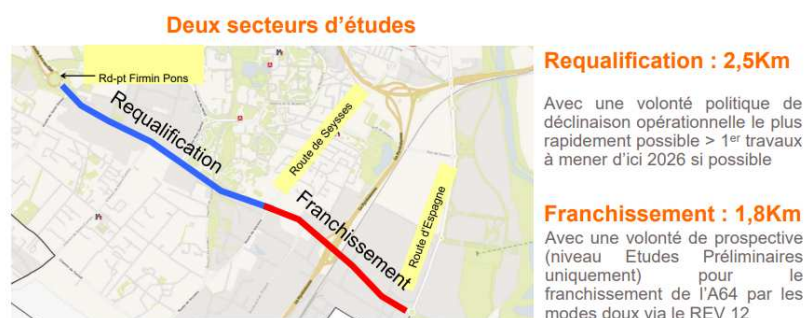 Deux secteurs d'études
Rd-pt Firmin Pons
Requalification
Route de Seysses
Franchissement
Route d'Espagne
Requalification : 2,5Km
Avec une volonté politique de
déclinaison opérationnelle le plus
rapidement possible > 1er travaux
à mener d'ici 2026 si possible
Franchissement : 1,8Km
Avec une volonté de prospective
(niveau Etudes Préliminaires
uniquement) pour le
franchissement de l'A64 par les
modes doux via le REV 12